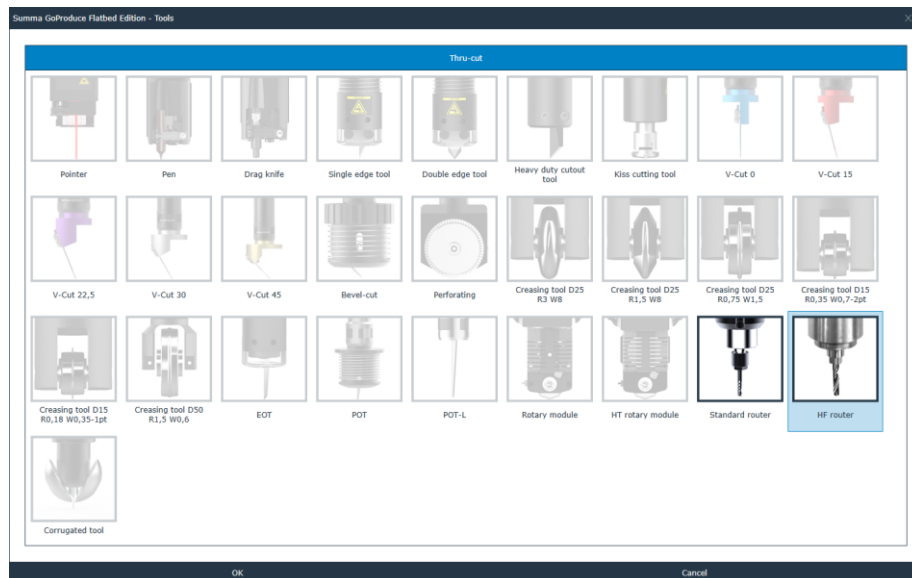 Summa GoProduce Flatbed Edition - Tools
Thru-cut
Pointer
Pen
Drag knife
Single edge tool
Double edge tool
Heavy duty cutout
tool
Kiss cutting tool
V-Cut 0
V-Cut 15
V-Cut 22,5
V-Cut 30
V-Cut 45
Bevel-cut
Perforating
Creasing tool D25
R3 W8
Creasing tool D25
R1,5 W8
Creasing tool D25
R0,75 W1,5
Creasing tool D15
R0,35 W0,7-2pt
Creasing tool D15
R0,18 W0,35-1pt
Creasing tool D50
R1,5 W0,6
EOT
POT
POT-L
Rotary module
HT rotary module
Standard router
HF router
Corrugated tool
OK
Cancel